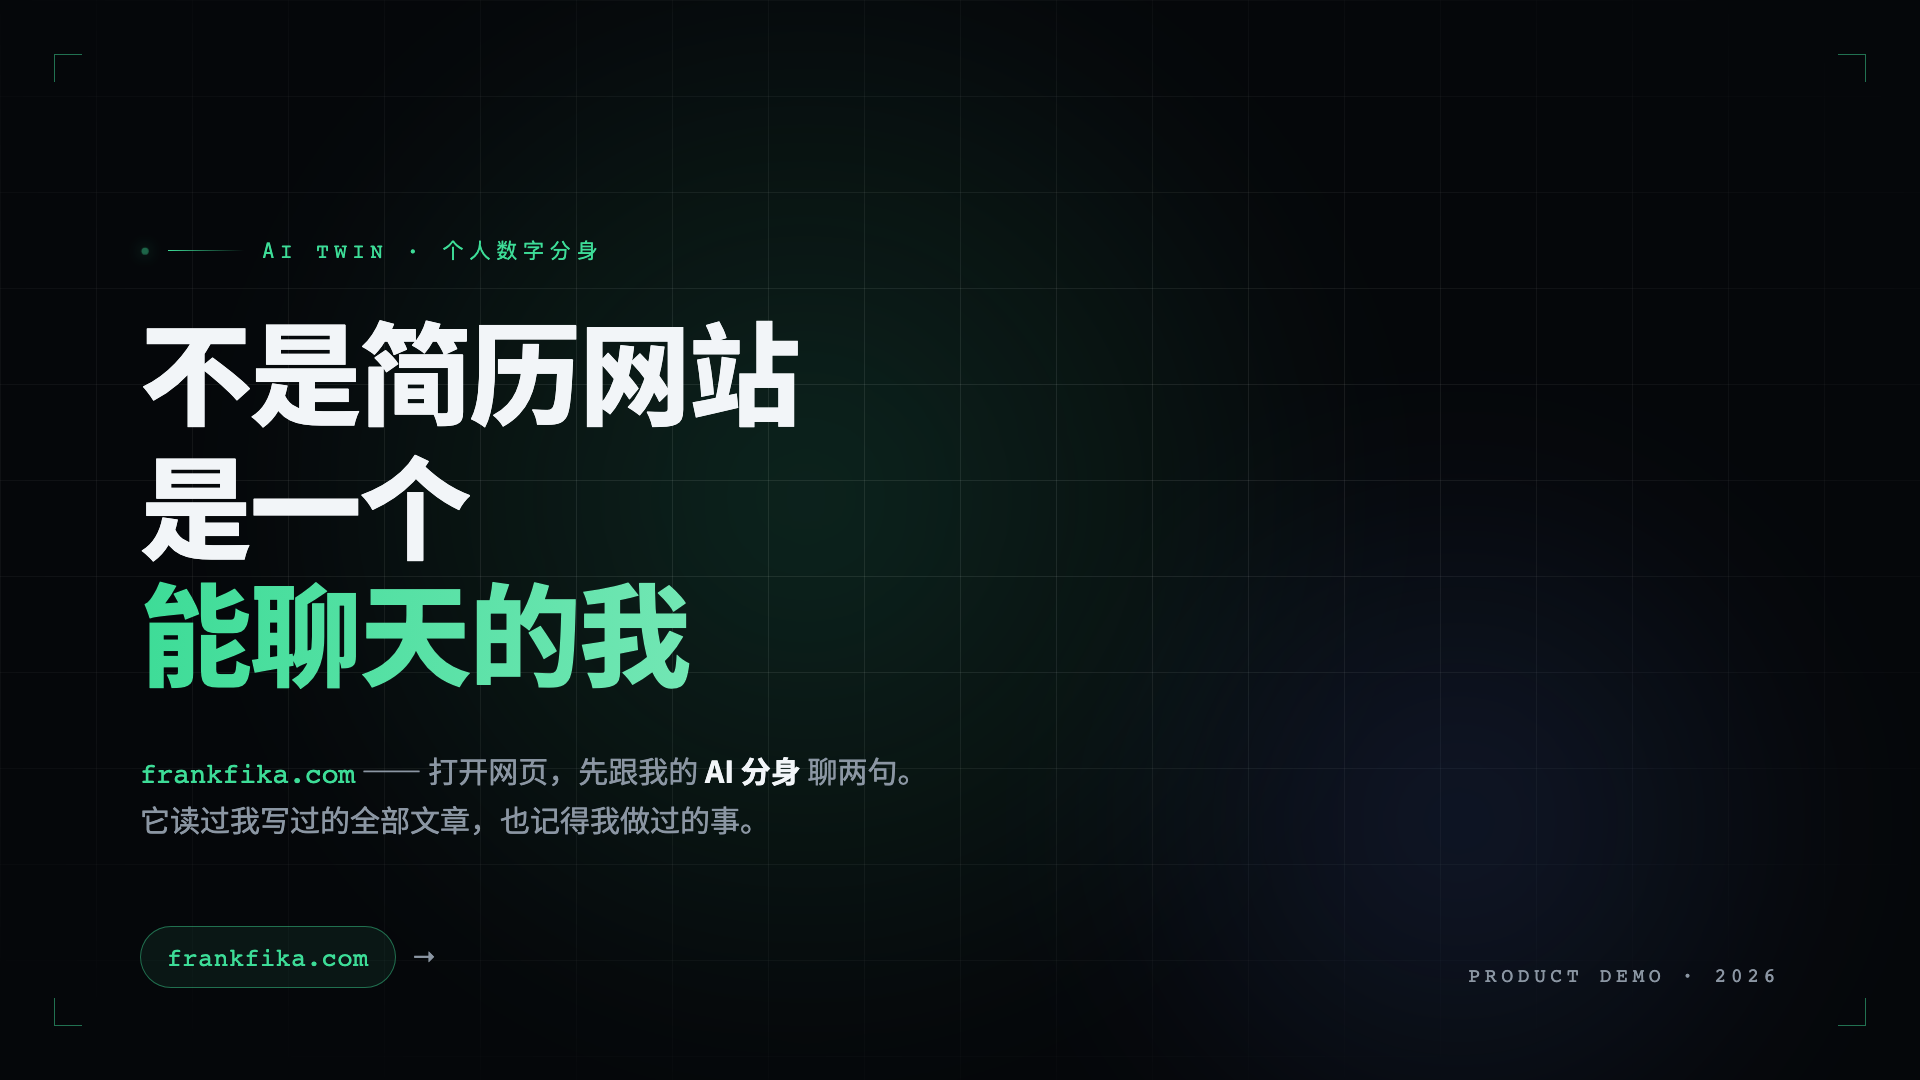 AI TWIN · 个人数字分身
不是简历网站
是一个
能聊天的我
frankfika.com —— 打开网页，先跟我的 AI 分身 聊两句。
它读过我写过的全部文章，也记得我做过的事。
frankfika.com →
PRODUCT DEMO · 2026